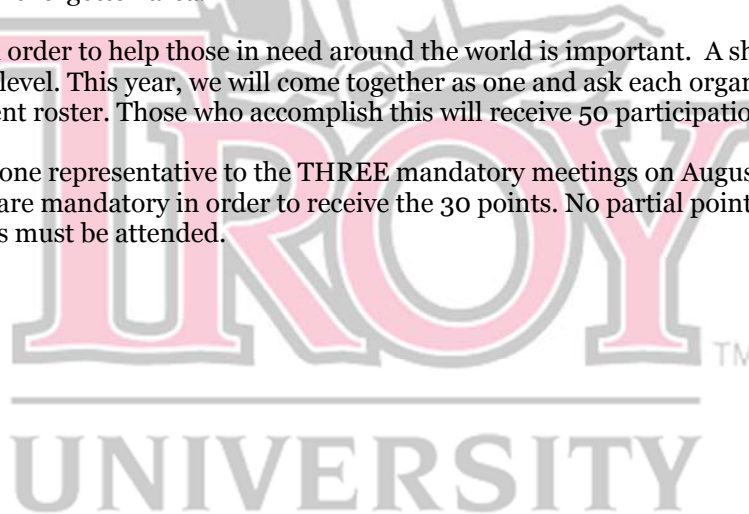 order to help those in need around the world is important. A sh
level. This year, we will come together as one and ask each organ
ent roster. Those who accomplish this will receive 50 participatio
one representative to the THREE mandatory meetings on Augus
are mandatory in order to receive the 30 points. No partial point
s must be attended.
TROY
TM
UNIVERSITY